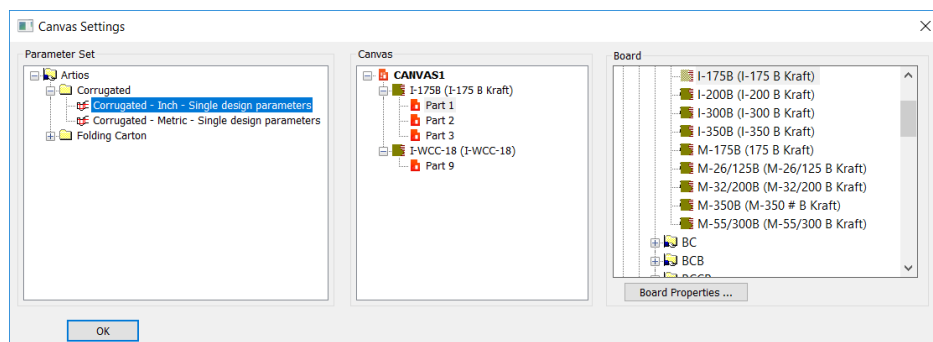 Canvas Settings
Parameter Set
Artios
Corrugated
Corrugated - Inch - Single design parameters
Corrugated - Metric - Single design parameters
Folding Carton
Canvas
CANVAS1
I-175B (I-175 B Kraft)
Part 1
Part 2
Part 3
I-WCC-18 (I-WCC-18)
Part 9
Board
I-175B (I-175 B Kraft)
I-200B (I-200 B Kraft)
I-300B (I-300 B Kraft)
I-350B (I-350 B Kraft)
M-175B (175 B Kraft)
M-26/125B (M-26/125 B Kraft)
M-32/200B (M-32/200 B Kraft)
M-350B (M-350 # B Kraft)
M-55/300B (M-55/300 B Kraft)
BC
BCB
Board Properties ...
OK